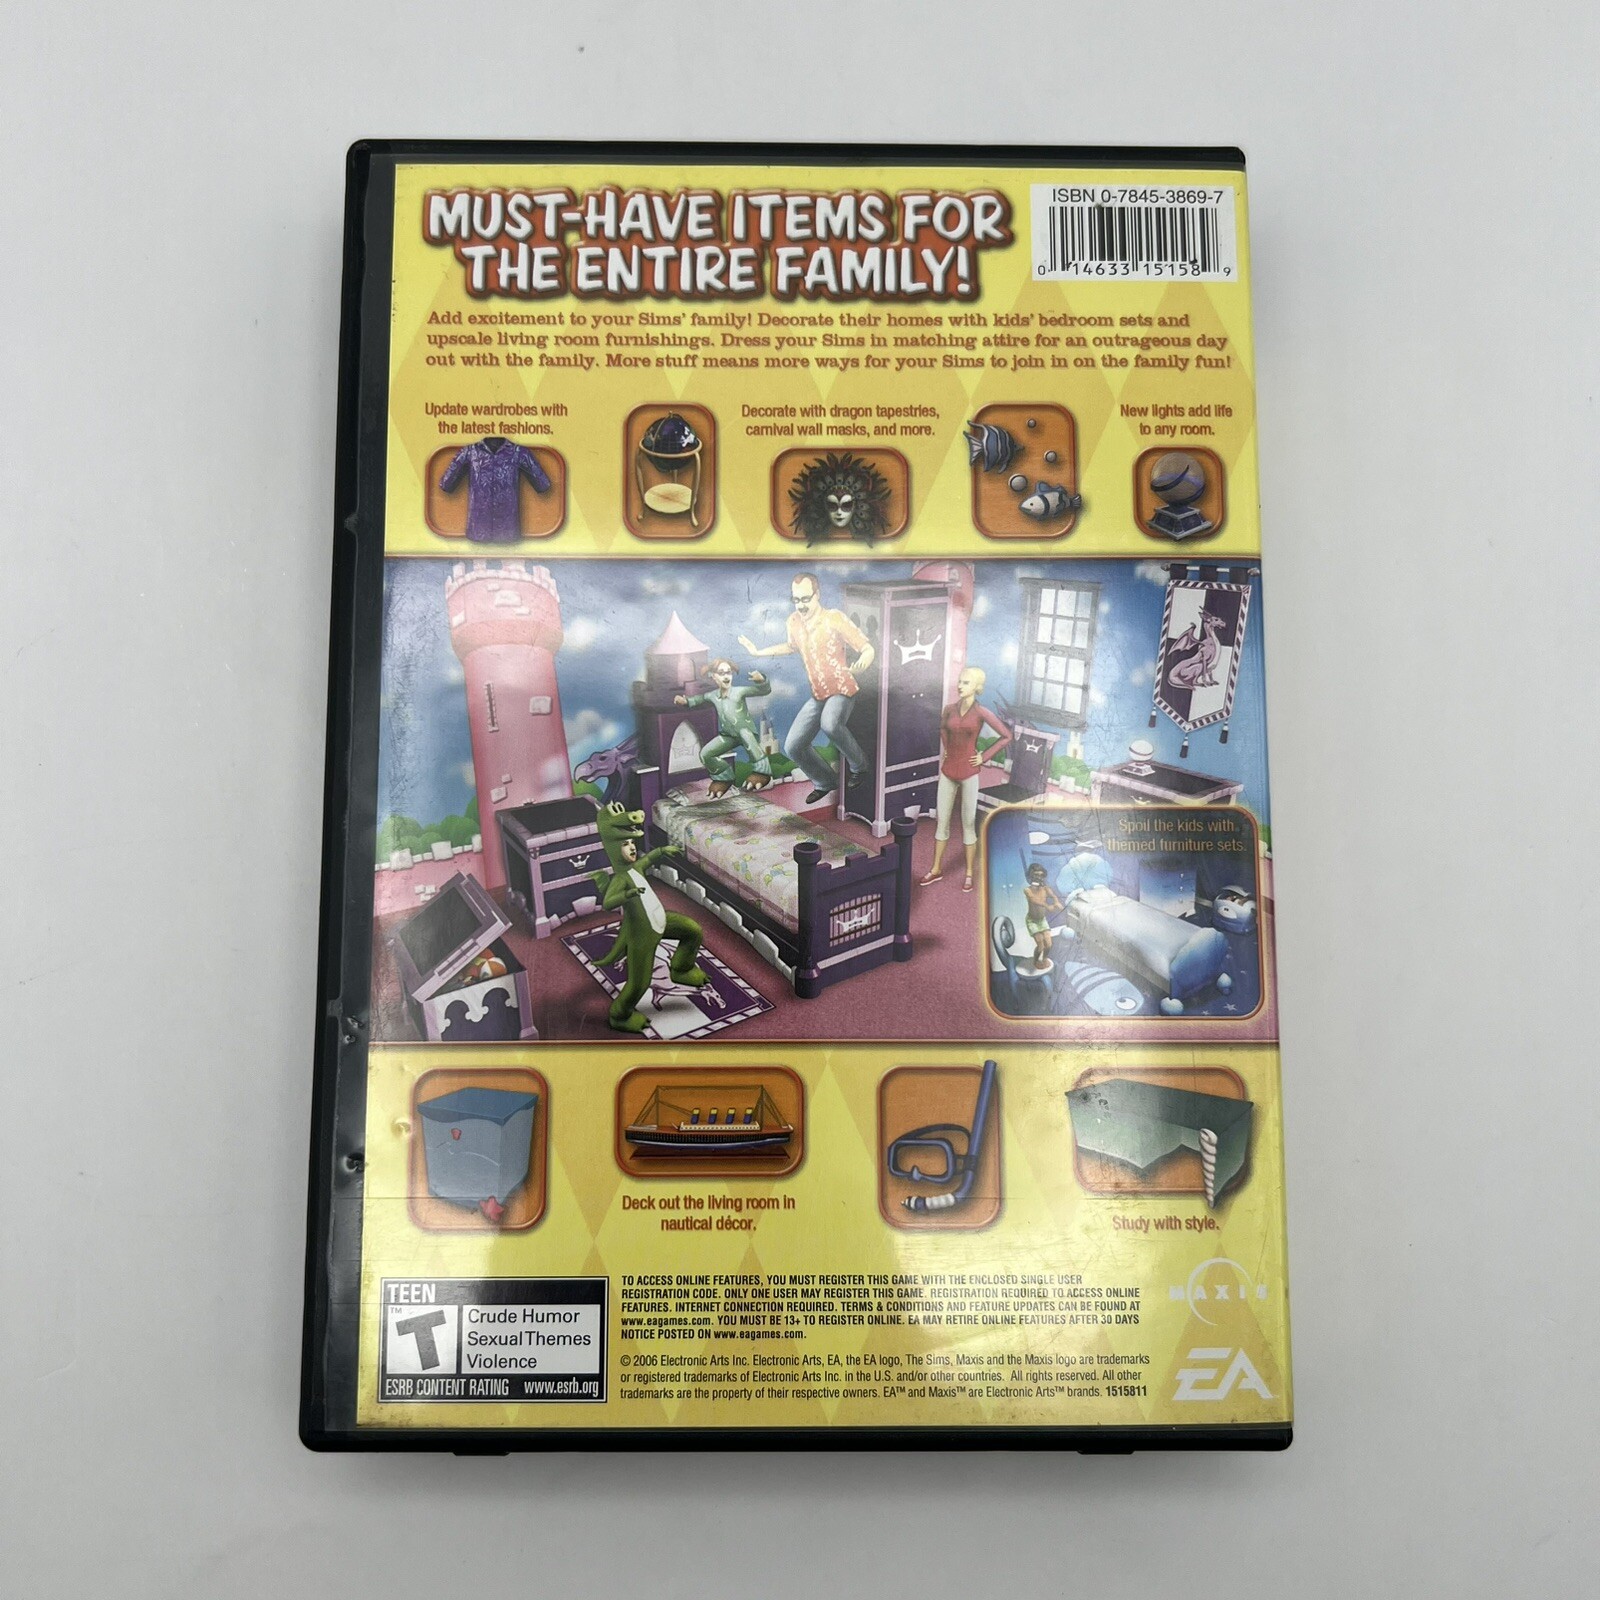 MUST-HAVE ITEMS FOR
THE ENTIRE FAMILY!
ISBN 0-7845-3869-7
0 14633 15158 9
Add excitement to your Sims' family! Decorate their homes with kids' bedroom sets and
upscale living room furnishings. Dress your Sims in matching attire for an outrageous day
out with the family. More stuff means more ways for your Sims to join in on the family fun!
Update wardrobes with
the latest fashions.
Decorate with dragon tapestries,
carnival wall masks, and more.
New lights add life
to any room.
Spoil the kids with
themed furniture sets.
Deck out the living room in
nautical décor.
Study with style.
TEEN
T™
Crude Humor
Sexual Themes
Violence
ESRB CONTENT RATING www.esrb.org
TO ACCESS ONLINE FEATURES, YOU MUST REGISTER THIS GAME WITH THE ENCLOSED SINGLE USER
REGISTRATION CODE. ONLY ONE USER MAY REGISTER THIS GAME. REGISTRATION REQUIRED TO ACCESS ONLINE
FEATURES. INTERNET CONNECTION REQUIRED. TERMS & CONDITIONS AND FEATURE UPDATES CAN BE FOUND AT
www.eagames.com. YOU MUST BE 13+ TO REGISTER ONLINE. EA MAY RETIRE ONLINE FEATURES AFTER 30 DAYS
NOTICE POSTED ON www.eagames.com.
© 2006 Electronic Arts Inc. Electronic Arts, EA, the EA logo, The Sims, Maxis and the Maxis logo are trademarks
or registered trademarks of Electronic Arts Inc. in the U.S. and/or other countries. All rights reserved. All other
trademarks are the property of their respective owners. EA™ and Maxis™ are Electronic Arts™ brands. 1515811
MAXIS
EA